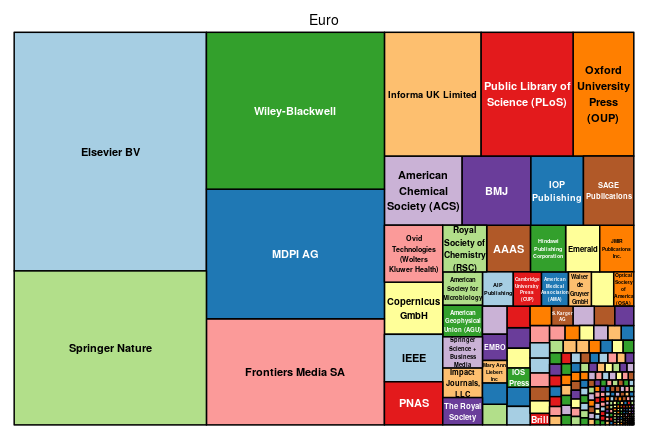 Euro
Elsevier BV
Springer Nature
Wiley-Blackwell
MDPI AG
Frontiers Media SA
Informa UK Limited
Public Library of
Science (PLoS)
Oxford
University
Press
(OUP)
American
Chemical
Society (ACS)
BMJ
IOP
Publishing
SAGE
Publications
Ovid
Technologies
(Wolters
Kluwer Health)
Royal
Society of
Chemistry
(RSC)
AAAS
Hindawi
Publishing
Corporation
Emerald
JMIR
Publications
Inc.
Copernicus
GmbH
American
Society for
Microbiology
AIP
Publishing
Cambridge
University
Press
(CUP)
American
Medical
Association
(AMA)
Walter
de
Gruyter
GmbH
Optical
Society
of
America
(OSA)
American
Geophysical
Union (AGU)
S. Karger
AG
IEEE
Springer
Science +
Business
Media
EMBO
PNAS
Impact
Journals,
LLC
Mary Ann
Liebert
Inc
IOS
Press
The Royal
Society
Brill